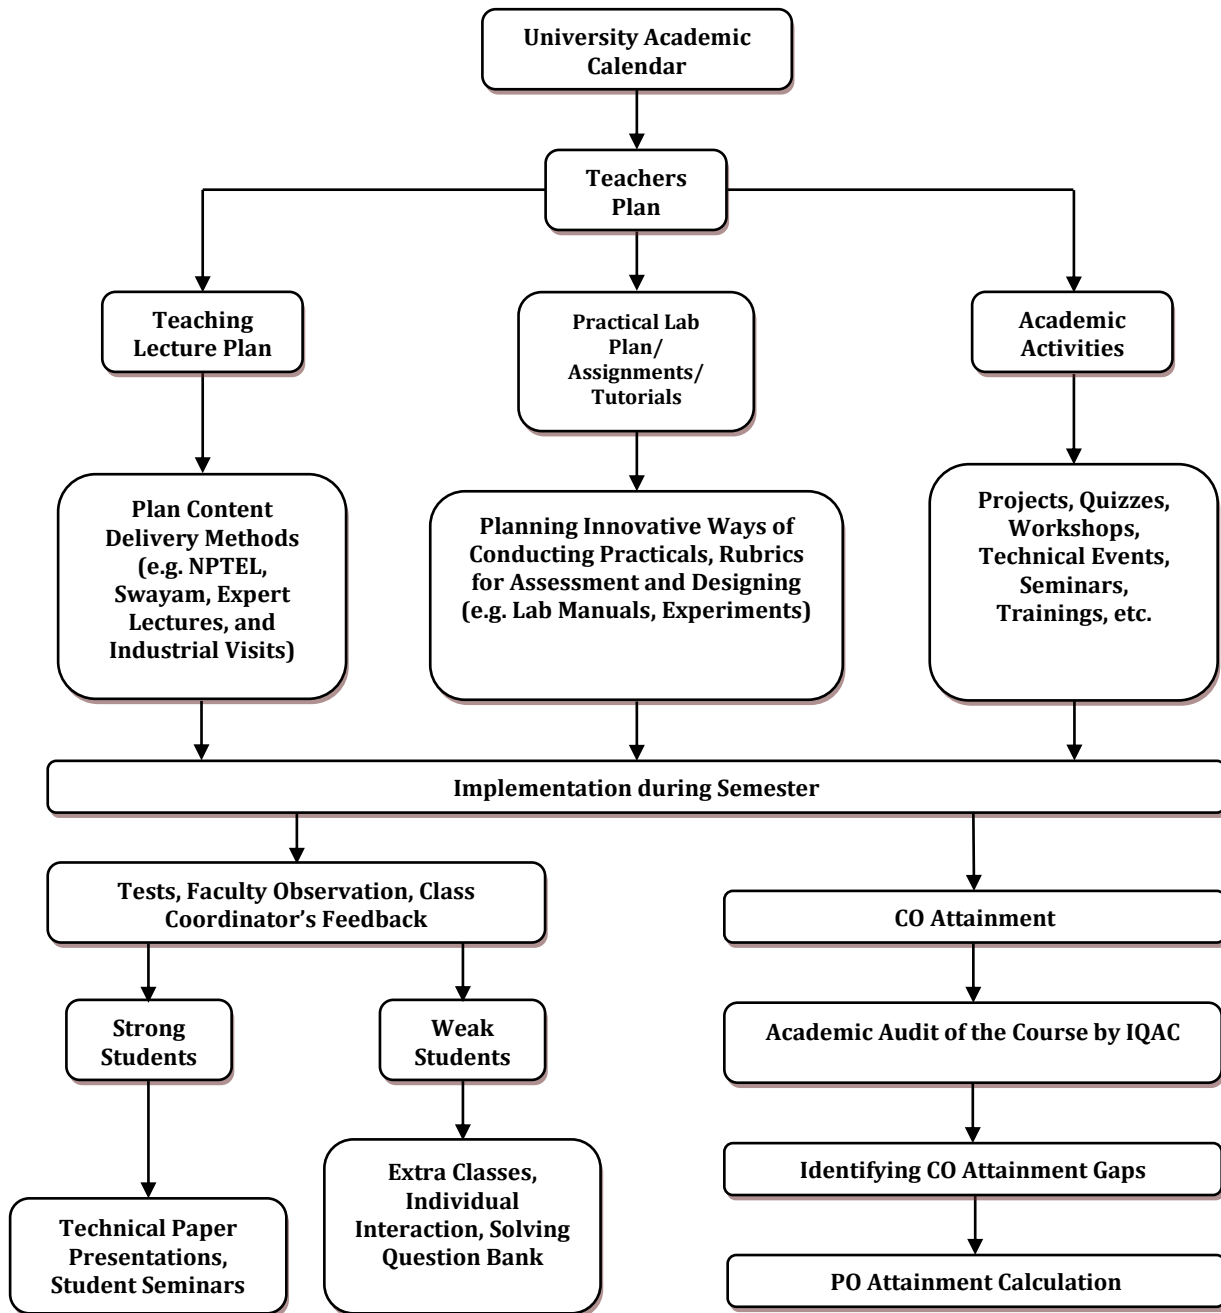 University Academic
Calendar
Teachers
Plan
Teaching
Lecture Plan
Practical Lab
Plan/
Assignments/
Tutorials
Academic
Activities
Plan Content
Delivery Methods
(e.g. NPTEL,
Swayam, Expert
Lectures, and
Industrial Visits)
Planning Innovative Ways of
Conducting Practicals, Rubrics
for Assessment and Designing
(e.g. Lab Manuals, Experiments)
Projects, Quizzes,
Workshops,
Technical Events,
Seminars,
Trainings, etc.
Implementation during Semester
Tests, Faculty Observation, Class
Coordinator’s Feedback
CO Attainment
Strong
Students
Weak
Students
Academic Audit of the Course by IQAC
Technical Paper
Presentations,
Student Seminars
Extra Classes,
Individual
Interaction, Solving
Question Bank
Identifying CO Attainment Gaps
PO Attainment Calculation